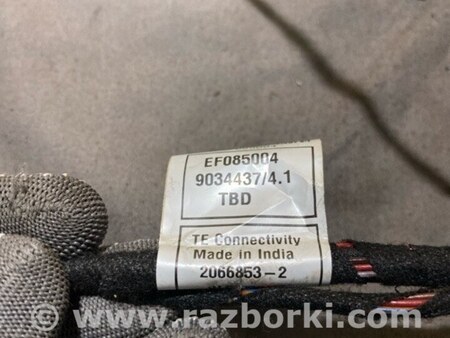 EF085004
9034437/4.1
TBD
TE Connectivity
Made in India
2066853-2
www.razborki.com